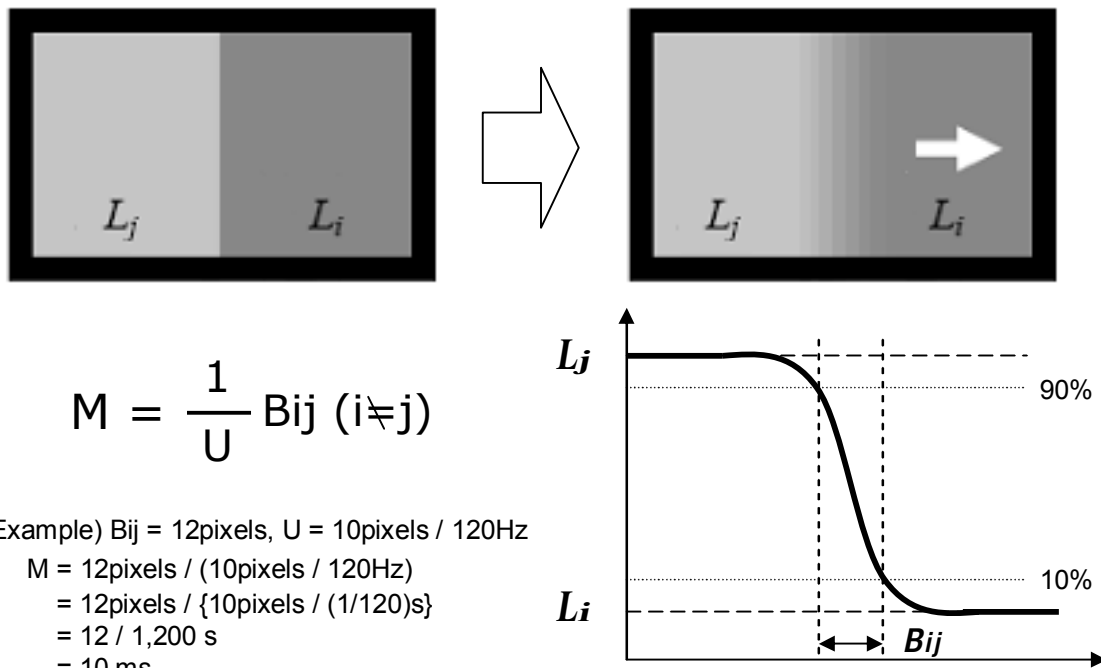 Lj Li
Lj Li
M = 1/U Bij (i≒j)
Example) Bij = 12pixels, U = 10pixels / 120Hz
M = 12pixels / (10pixels / 120Hz)
= 12pixels / {10pixels / (1/120)s}
= 12 / 1,200 s
= 10 ms
Lj
90%
10%
Li
Bij